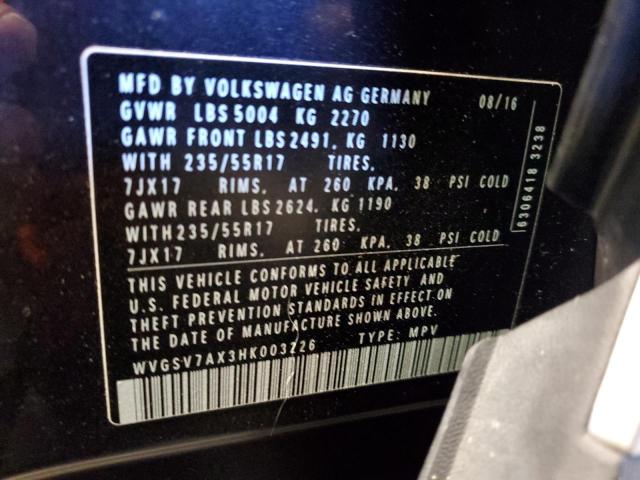 MFD BY VOLKSWAGEN AG GERMANY 08/16
GVWR LBS 5004 KG 2270
GAWR FRONT LBS 2491, KG 1130
WITH 235/55R17 TIRES,
7JX17 RIMS, AT 260 KPA, 38 PSI COLD
GAWR REAR LBS 2624, KG 1190
WITH 235/55R17 TIRES,
7JX17 RIMS, AT 260 KPA, 38 PSI COLD
THIS VEHICLE CONFORMS TO ALL APPLICABLE
U.S. FEDERAL MOTOR VEHICLE SAFETY AND
THEFT PREVENTION STANDARDS IN EFFECT ON
THE DATE OF MANUFACTURE SHOWN ABOVE.
WVGSV7AX3HK003226 TYPE: MPV
6306418 3238